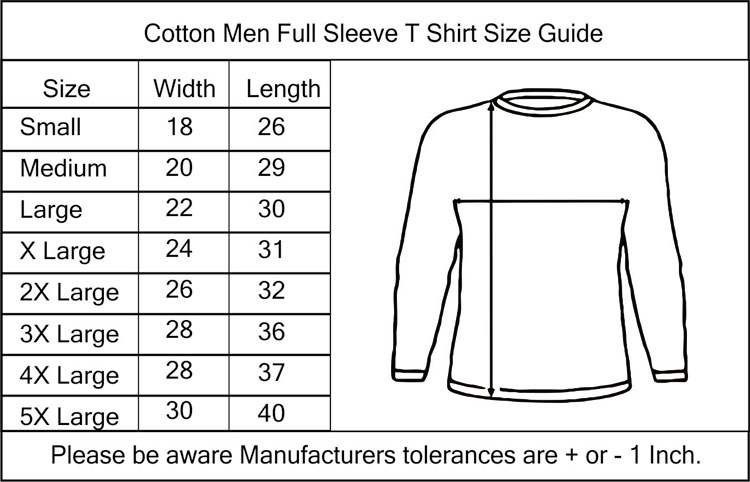 Cotton Men Full Sleeve T Shirt Size Guide
Size Width Length
Small 18 26
Medium 20 29
Large 22 30
X Large 24 31
2X Large 26 32
3X Large 28 36
4X Large 28 37
5X Large 30 40
Please be aware Manufacturers tolerances are + or - 1 Inch.